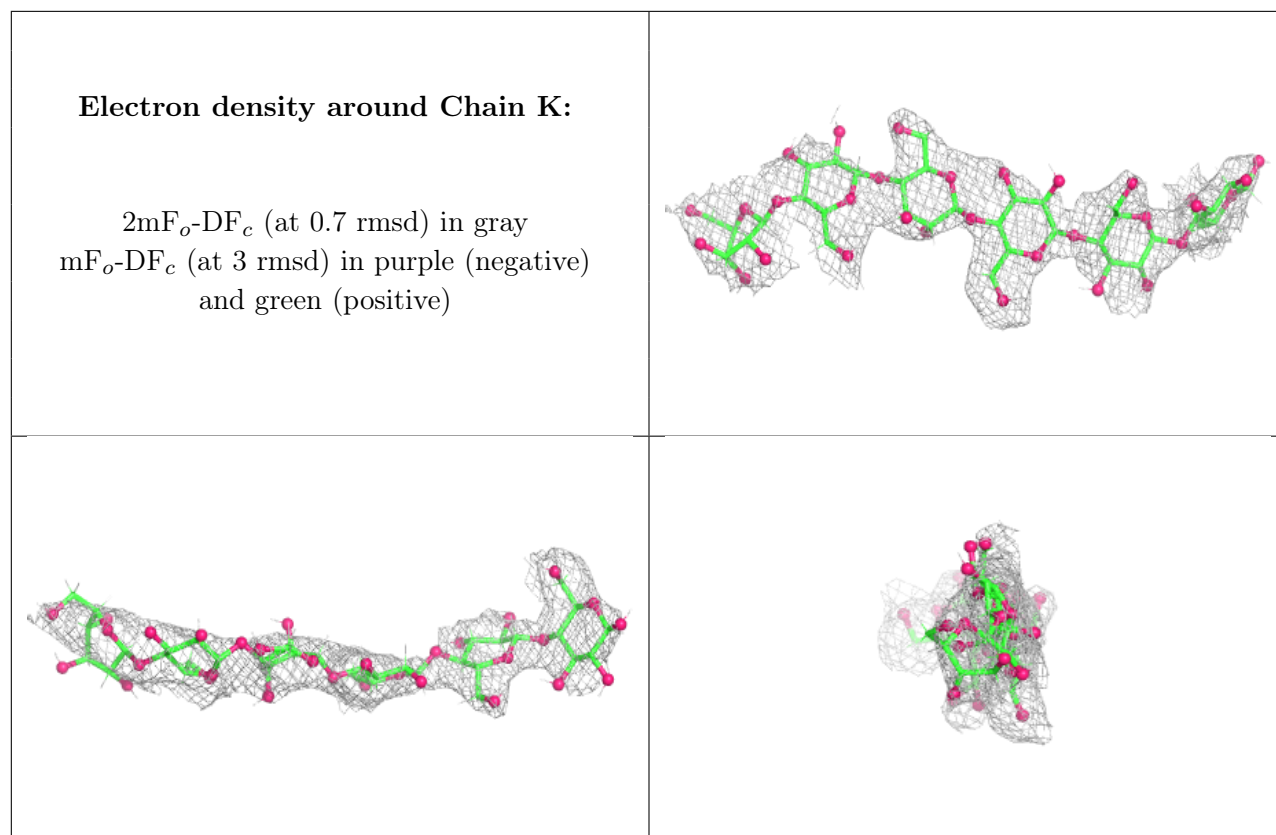 Electron density around Chain K:
2mFo-DFc (at 0.7 rmsd) in gray
mFo-DFc (at 3 rmsd) in purple (negative)
and green (positive)